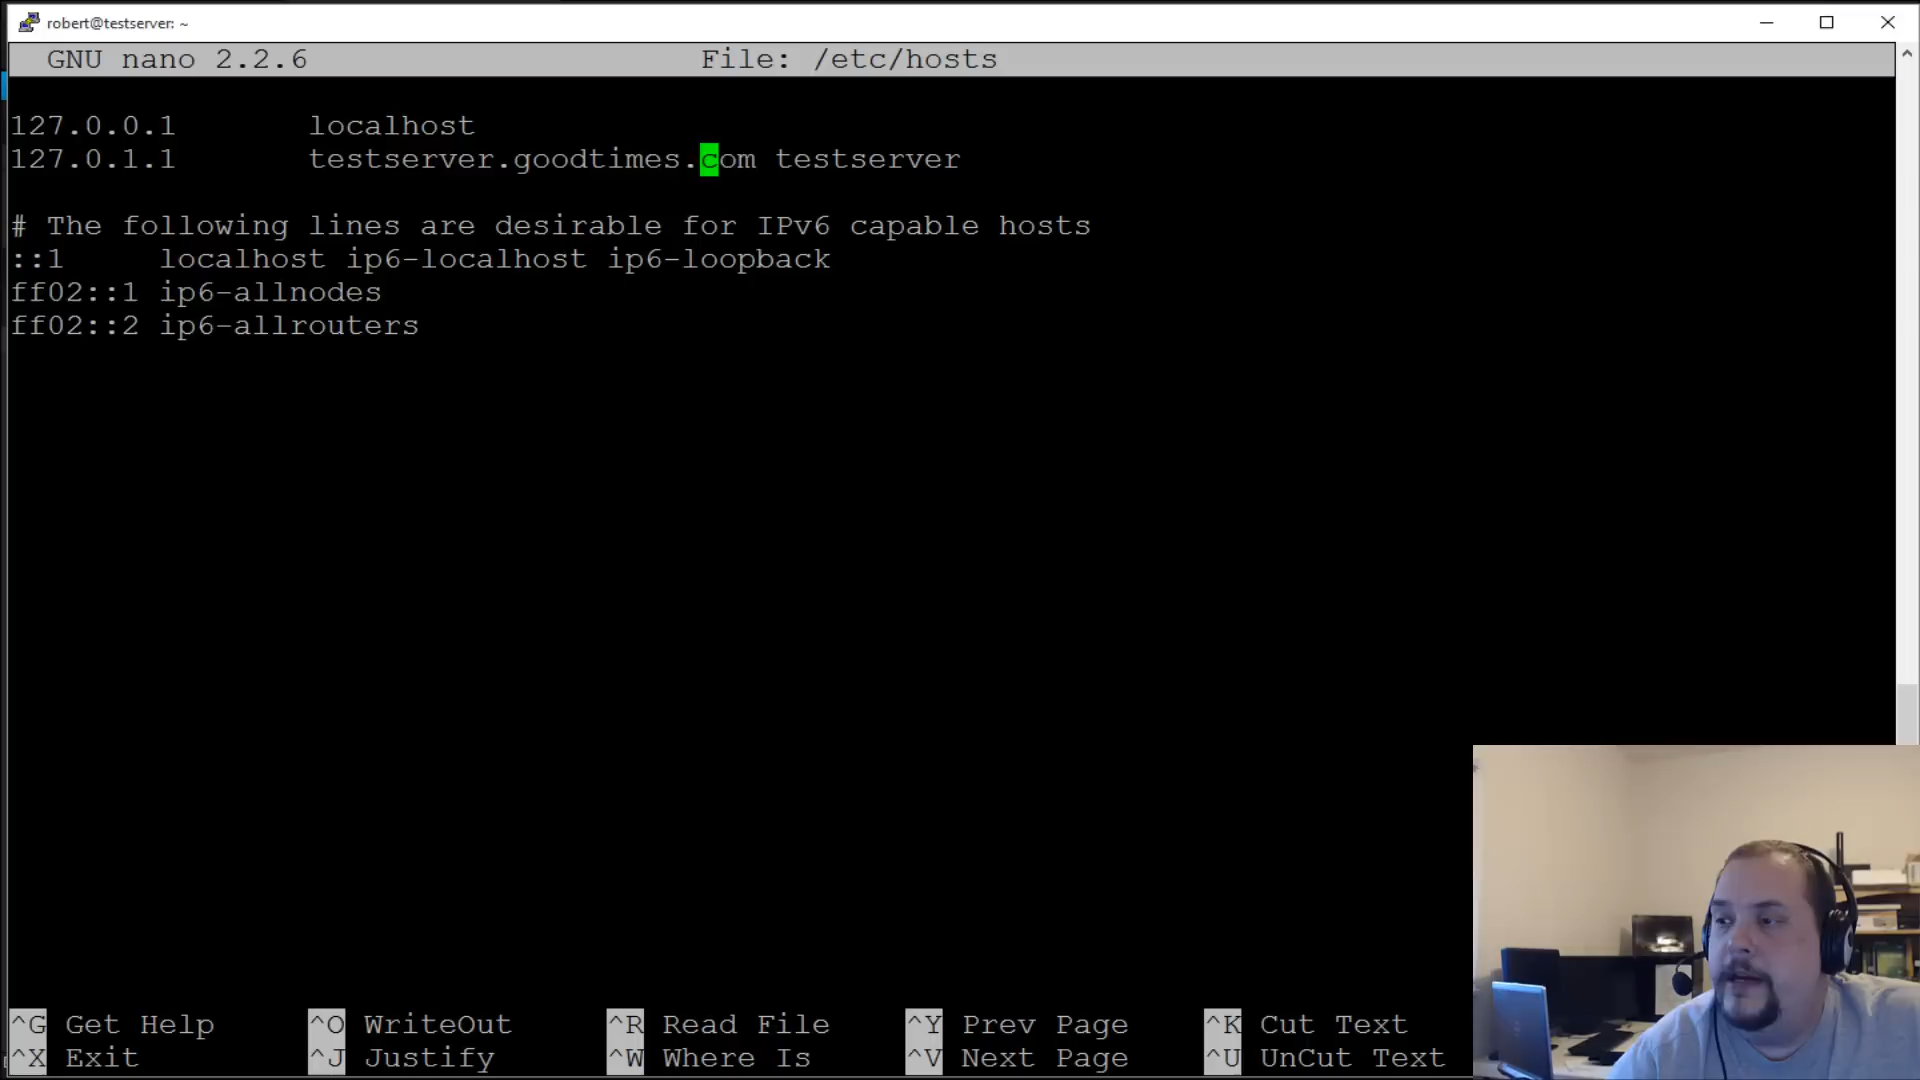 robert@testserver: ~
GNU nano 2.2.6 File: /etc/hosts
127.0.0.1 localhost
127.0.1.1 testserver.goodtimes.com testserver
# The following lines are desirable for IPv6 capable hosts
::1 localhost ip6-localhost ip6-loopback
ff02::1 ip6-allnodes
ff02::2 ip6-allrouters
^G Get Help ^O WriteOut ^R Read File ^Y Prev Page ^K Cut Text
^X Exit ^J Justify ^W Where Is ^V Next Page ^U UnCut Text